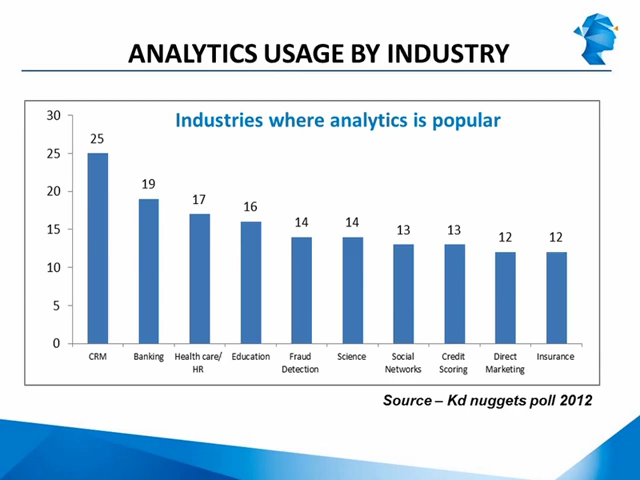 ANALYTICS USAGE BY INDUSTRY
Industries where analytics is popular
30
25
20
15
10
5
0
25
19
17
16
14
14
13
13
12
12
CRM
Banking
Health care/
HR
Education
Fraud
Detection
Science
Social
Networks
Credit
Scoring
Direct
Marketing
Insurance
Source – Kd nuggets poll 2012